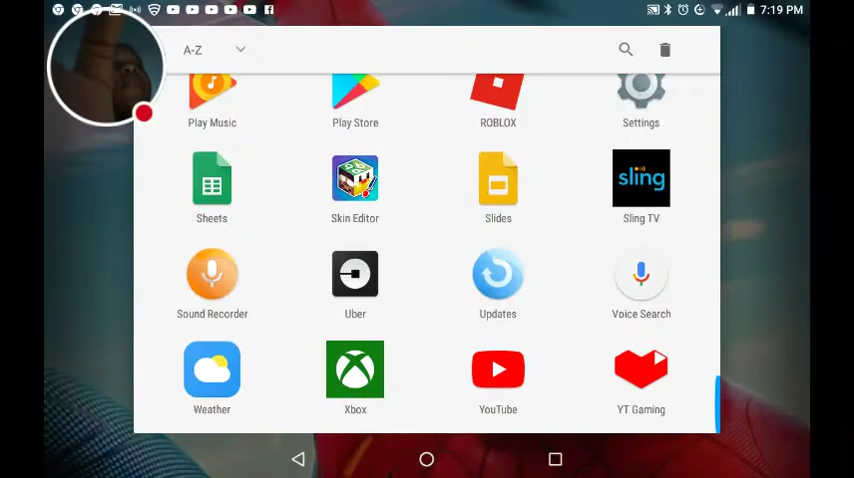 7:19 PM
A-Z
Play Music
Play Store
ROBLOX
Settings
sling
Sheets
Skin Editor
Slides
Sling TV
Sound Recorder
Uber
Updates
Voice Search
Weather
Xbox
YouTube
YT Gaming